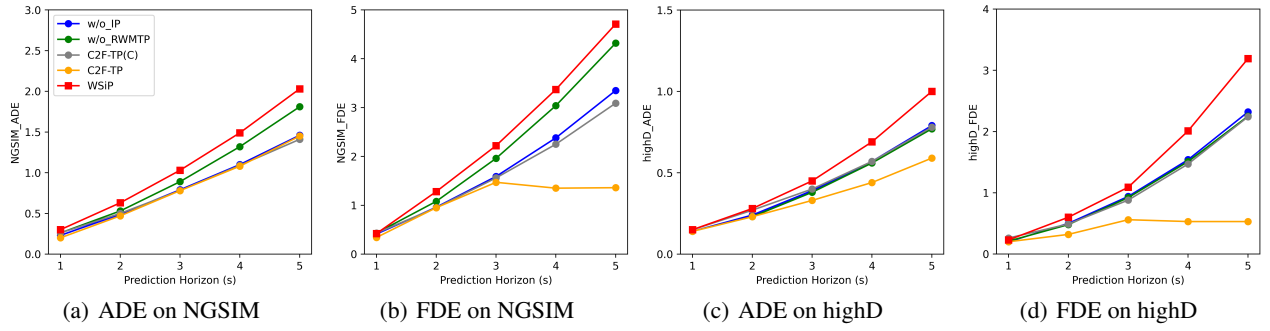 3.0
2.5
2.0
1.5
1.0
0.5
0.0
NGSIM_ADE
w/o_IP
w/o_RWMTP
C2F-TP(C)
C2F-TP
WSiP
1 2 3 4 5
Prediction Horizon (s)
(a) ADE on NGSIM
5
4
3
2
1
0
NGSIM_FDE
1 2 3 4 5
Prediction Horizon (s)
(b) FDE on NGSIM
1.5
1.0
0.5
0.0
highD_ADE
1 2 3 4 5
Prediction Horizon (s)
(c) ADE on highD
4
3
2
1
0
highD_FDE
1 2 3 4 5
Prediction Horizon (s)
(d) FDE on highD